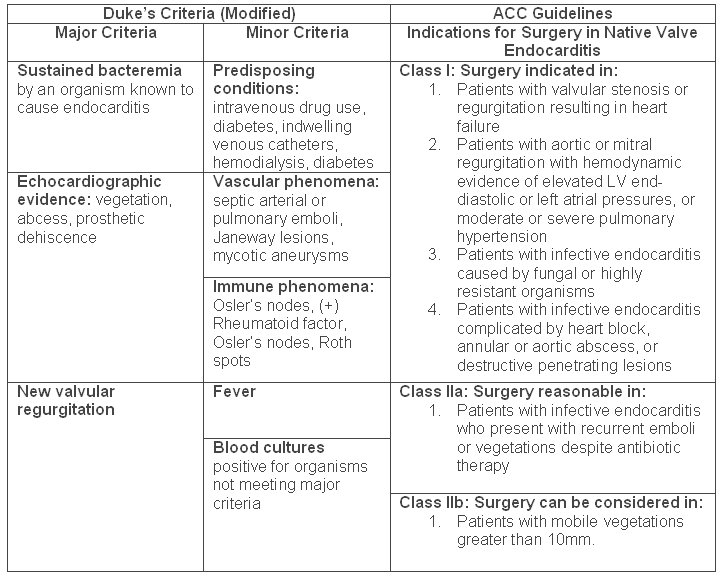 Duke's Criteria (Modified)
Major Criteria
Minor Criteria
Sustained bacteremia
by an organism known to
cause endocarditis
Predisposing
conditions:
intravenous drug use,
diabetes, indwelling
venous catheters,
hemodialysis, diabetes
Echocardiographic
evidence: vegetation,
abcess, prosthetic
dehiscence
Vascular phenomena:
septic arterial or
pulmonary emboli,
Janeway lesions,
mycotic aneurysms
Immune phenomena:
Osler's nodes, (+)
Rheumatoid factor,
Osler's nodes, Roth
spots
New valvular
regurgitation
Fever
Blood cultures
positive for organisms
not meeting major
criteria
ACC Guidelines
Indications for Surgery in Native Valve
Endocarditis
Class I: Surgery indicated in:
1. Patients with valvular stenosis or
regurgitation resulting in heart
failure
2. Patients with aortic or mitral
regurgitation with hemodynamic
evidence of elevated LV end-
diastolic or left atrial pressures, or
moderate or severe pulmonary
hypertension
3. Patients with infective endocarditis
caused by fungal or highly
resistant organisms
4. Patients with infective endocarditis
complicated by heart block,
annular or aortic abscess, or
destructive penetrating lesions
Class IIa: Surgery reasonable in:
1. Patients with infective endocarditis
who present with recurrent emboli
or vegetations despite antibiotic
therapy
Class IIb: Surgery can be considered in:
1. Patients with mobile vegetations
greater than 10mm.